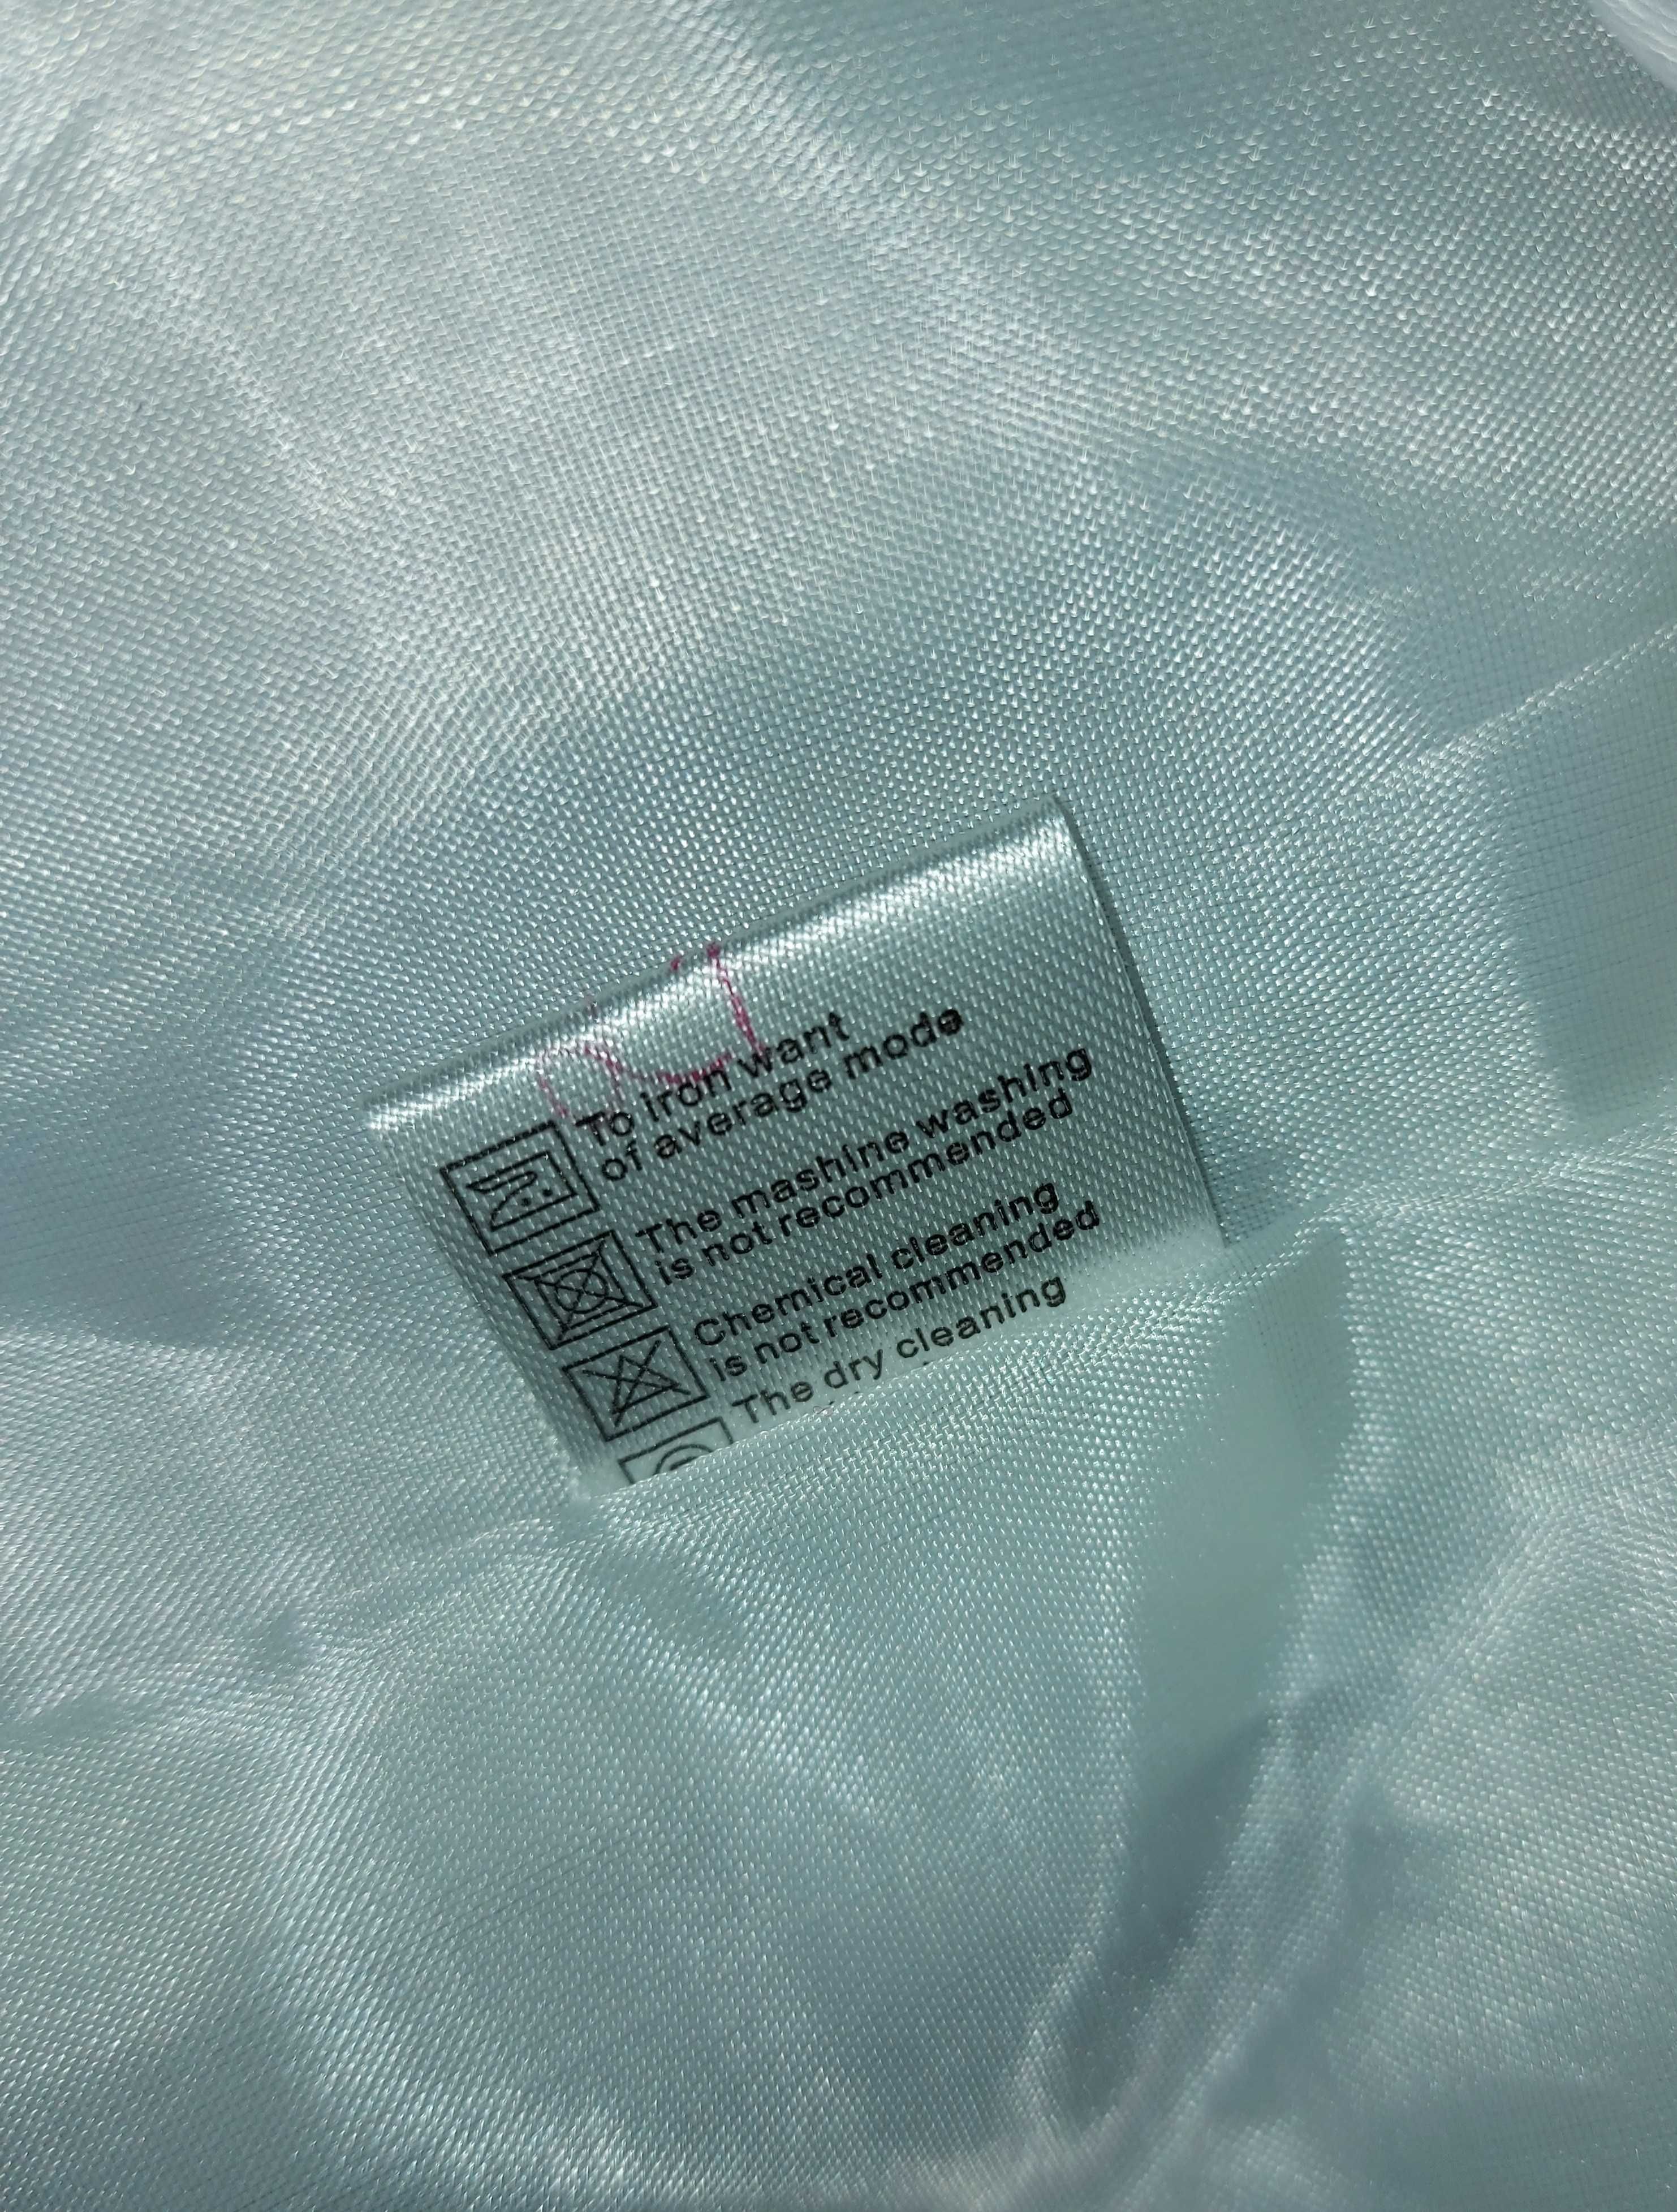 To iron want
of average mode
The mashine washing
is not recommended
Chemical cleaning
is not recommended
The dry cleaning